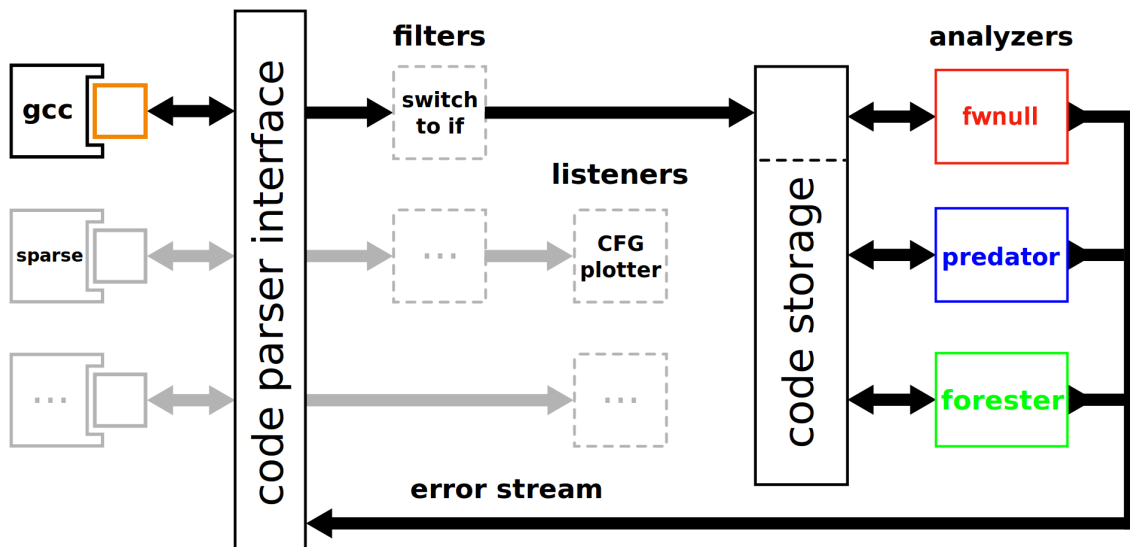 filters
analyzers
gcc
code parser interface
switch
to if
code storage
fwnull
listeners
sparse
...
CFG
plotter
predator
...
...
forester
error stream